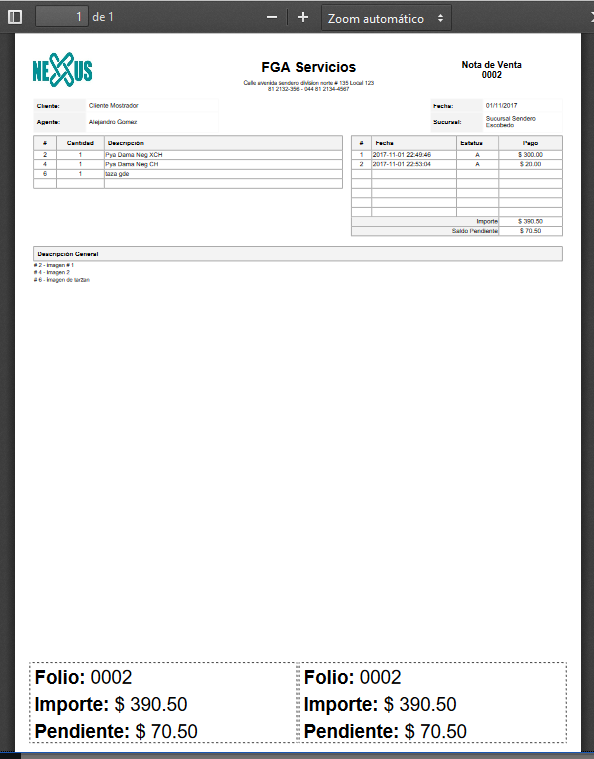 1 de 1 Zoom automático
NEXUS
FGA Servicios
Calle avenida sendero division norte # 135 Local 123
81 2132-356 - 044 81 2134-4567
Nota de Venta
0002
Cliente: Cliente Mostrador
Fecha: 01/11/2017
Agente: Alejandro Gomez
Sucursal: Sucursal Sendero
Escobedo
# Cantidad Descripción
2 1 Pya Dama Neg XCH
4 1 Pya Dama Neg CH
6 1 taza gde
# Fecha Estatus Pago
1 2017-11-01 22:49:46 A $ 300.00
2 2017-11-01 22:53:04 A $ 20.00
Importe $ 390.50
Saldo Pendiente $ 70.50
Descripción General
# 2 - Imagen # 1
# 4 - Imagen 2
# 6 - Imagen de tarzan
Folio: 0002
Importe: $ 390.50
Pendiente: $ 70.50
Folio: 0002
Importe: $ 390.50
Pendiente: $ 70.50